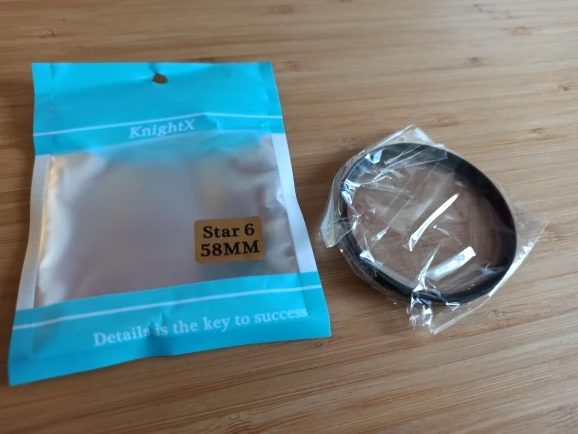 KnightX
Star 6
58MM
Details is the key to success